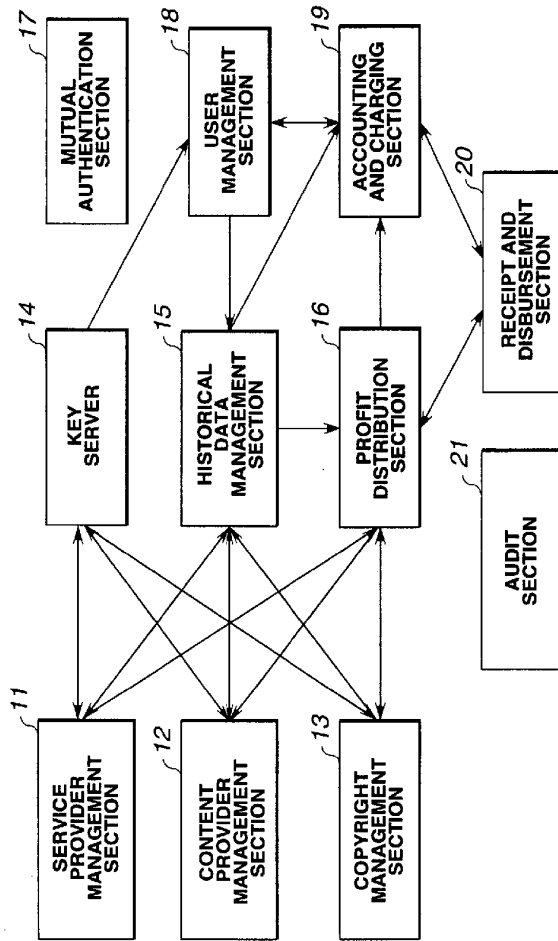 11
SERVICE
PROVIDER
MANAGEMENT
SECTION
12
CONTENT
PROVIDER
MANAGEMENT
SECTION
13
COPYRIGHT
MANAGEMENT
SECTION
14
KEY
SERVER
15
HISTORICAL
DATA
MANAGEMENT
SECTION
16
PROFIT
DISTRIBUTION
SECTION
17
MUTUAL
AUTHENTICATION
SECTION
18
USER
MANAGEMENT
SECTION
19
ACCOUNTING
AND CHARGING
SECTION
20
RECEIPT AND
DISBURSEMENT
SECTION
21
AUDIT
SECTION